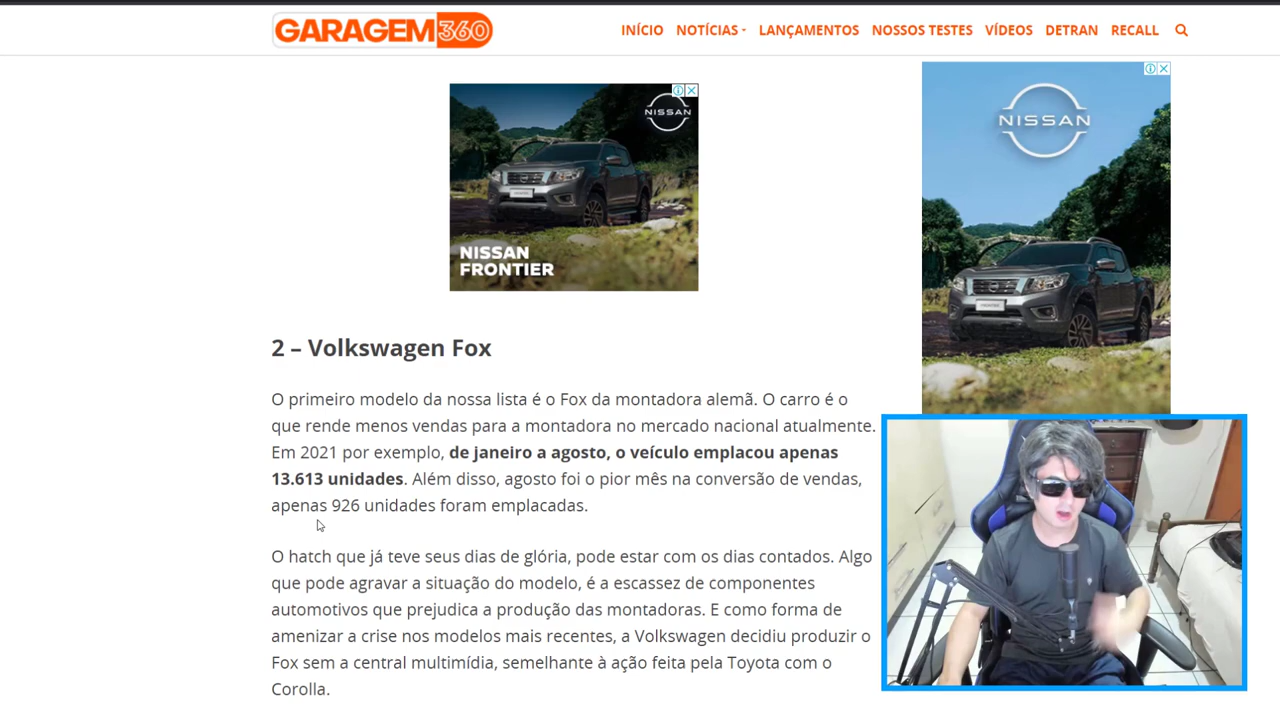 GARAGEM360
INÍCIO NOTÍCIAS LANÇAMENTOS NOSSOS TESTES VÍDEOS DETRAN RECALL
NISSAN
NISSAN
FRONTIER
NISSAN
2 – Volkswagen Fox
O primeiro modelo da nossa lista é o Fox da montadora alemã. O carro é o
que rende menos vendas para a montadora no mercado nacional atualmente.
Em 2021 por exemplo, de janeiro a agosto, o veículo emplacou apenas
13.613 unidades. Além disso, agosto foi o pior mês na conversão de vendas,
apenas 926 unidades foram emplacadas.
O hatch que já teve seus dias de glória, pode estar com os dias contados. Algo
que pode agravar a situação do modelo, é a escassez de componentes
automotivos que prejudica a produção das montadoras. E como forma de
amenizar a crise nos modelos mais recentes, a Volkswagen decidiu produzir o
Fox sem a central multimídia, semelhante à ação feita pela Toyota com o
Corolla.